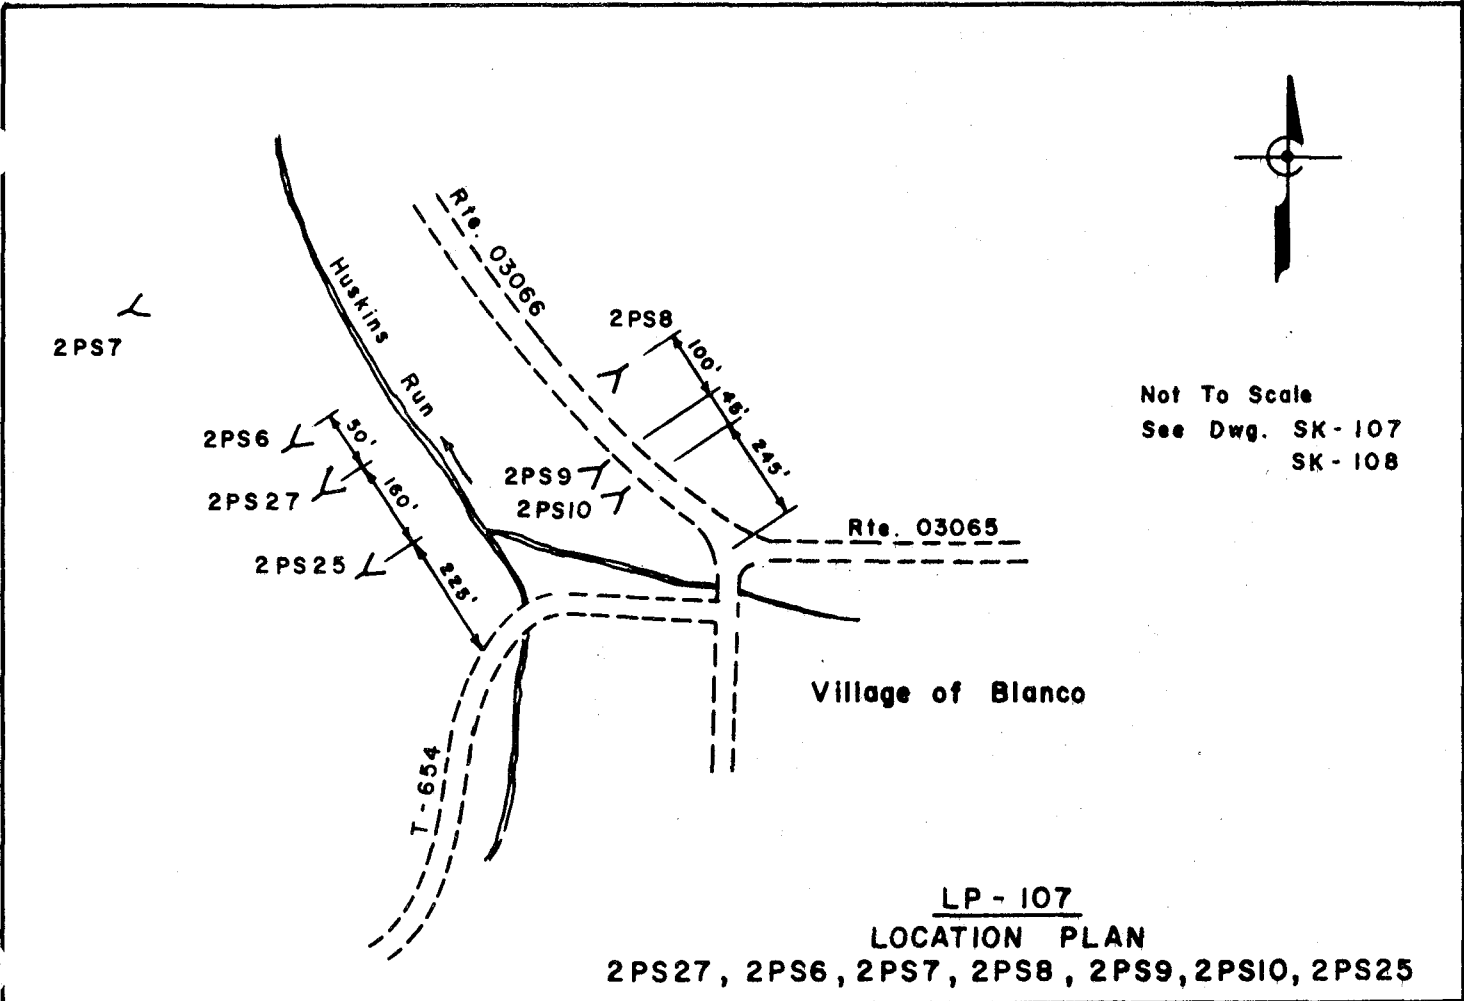 Rte. 03066
Huskins Run
2PS7
2PS8
100'
45'
245'
Not To Scale
See Dwg. SK-107
SK-108
2PS6
50'
2PS27
160'
2PS9
2PS10
Rte. 03065
2PS25
225'
Village of Blanco
T-654
LP-107
LOCATION PLAN
2PS27, 2PS6, 2PS7, 2PS8, 2PS9, 2PS10, 2PS25